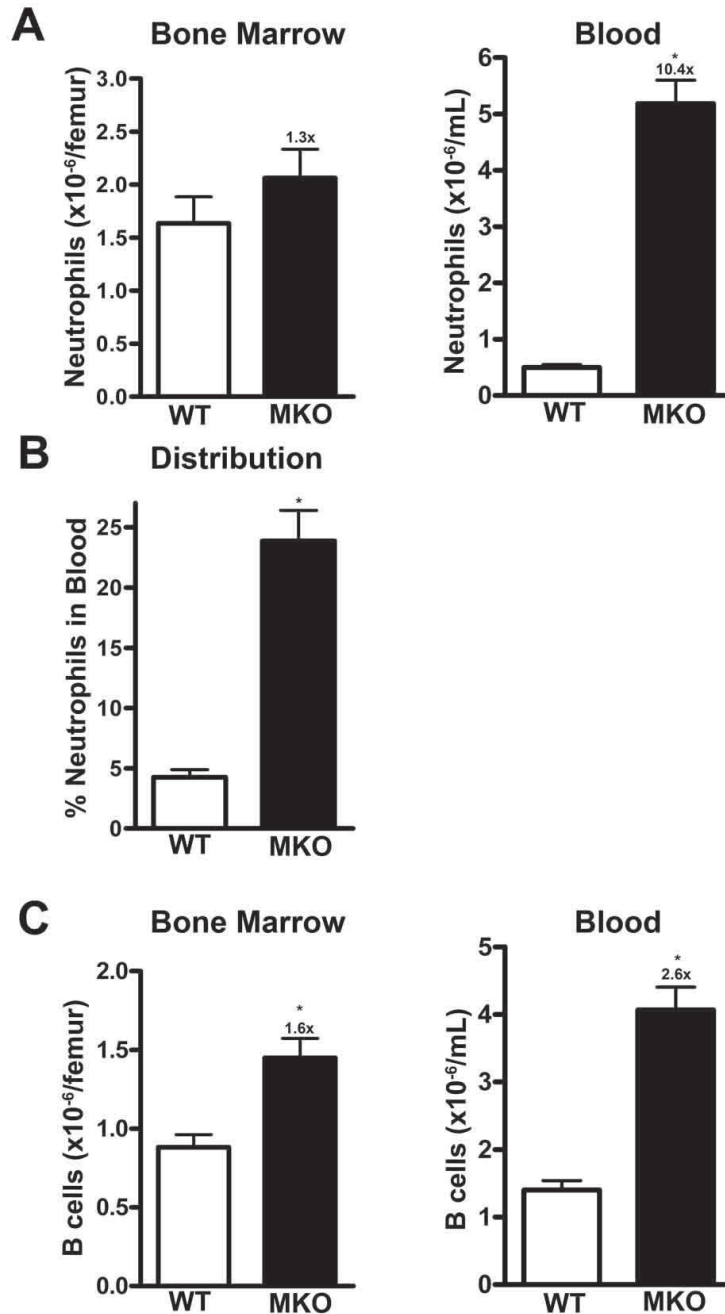 A
Bone Marrow
Neutrophils (x10-6/femur)
3.0
2.5
2.0
1.5
1.0
0.5
0.0
1.3x
WT
MKO
Blood
Neutrophils (x10-6/mL)
6
5
4
3
2
1
0
*
10.4x
WT
MKO
B
Distribution
% Neutrophils in Blood
25
20
15
10
5
0
*
WT
MKO
C
Bone Marrow
B cells (x10-6/femur)
2.0
1.5
1.0
0.5
0.0
*
1.6x
WT
MKO
Blood
B cells (x10-6/mL)
5
4
4
2
1
0
*
2.6x
WT
MKO